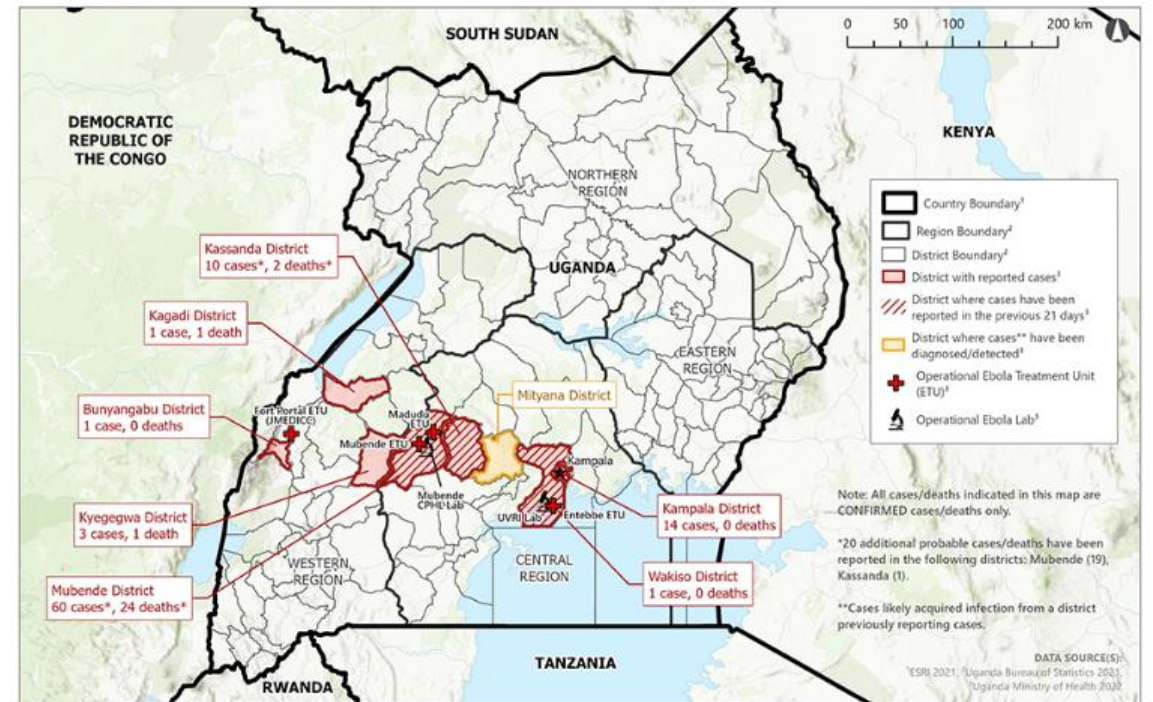 SOUTH SUDAN
0 50 100 200 km
DEMOCRATIC
REPUBLIC OF
THE CONGO
KENYA
NORTHERN
REGION
Country Boundary¹
Region Boundary²
District Boundary²
District with reported cases³
District where cases have been
reported in the previous 21 days³
District where cases** have been
diagnosed/detected³
Operational Ebola Treatment Unit
(ETU)³
Operational Ebola Lab³
Kassanda District
10 cases*, 2 deaths*
UGANDA
Kagadi District
1 case, 1 death
EASTERN
REGION
Mityana District
Bunyangabu District
1 case, 0 deaths
Fort Portal ETU
(JMEDICC)
Madudu
ETU
Mubende ETU
Kampala
Mubende
CPHL Lab
UVRI Lab
Entebbe ETU
Kyegegwa District
3 cases, 1 death
Kampala District
14 cases, 0 deaths
Note: All cases/deaths indicated in this map are
CONFIRMED cases/deaths only.
*20 additional probable cases/deaths have been
reported in the following districts: Mubende (19),
Kassanda (1).
**Cases likely acquired infection from a district
previously reporting cases.
WESTERN
REGION
CENTRAL
REGION
Mubende District
60 cases*, 24 deaths*
Wakiso District
1 case, 0 deaths
TANZANIA
RWANDA
DATA SOURCE(S):
¹ESRI 2021, ²Uganda Bureau of Statistics 2021,
³Uganda Ministry of Health 2022